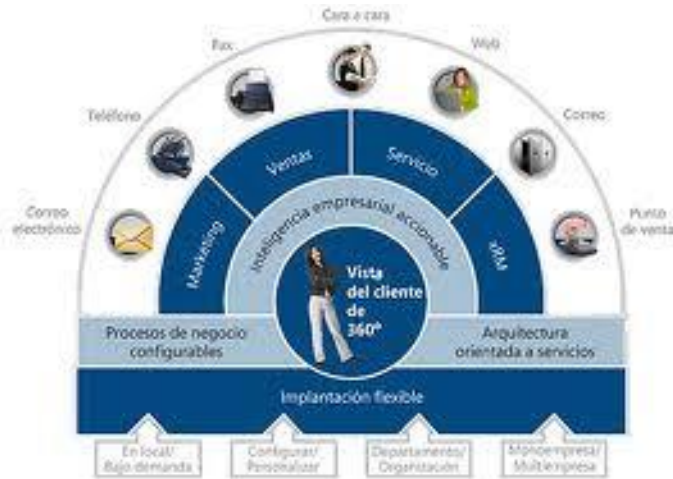 Cara a cara
Fax
Web
Teléfono
Correo
Ventas
Servicio
Correo
electrónico
Marketing
Inteligencia empresarial accionable
xRM
Punto
de venta
Vista
del cliente
de
360º
Procesos de negocio
configurables
Arquitectura
orientada a servicios
Implantación flexible
En local/
Bajo demanda
Configurar/
Personalizar
Departamento/
Organización
Monoempresa/
Multiempresa